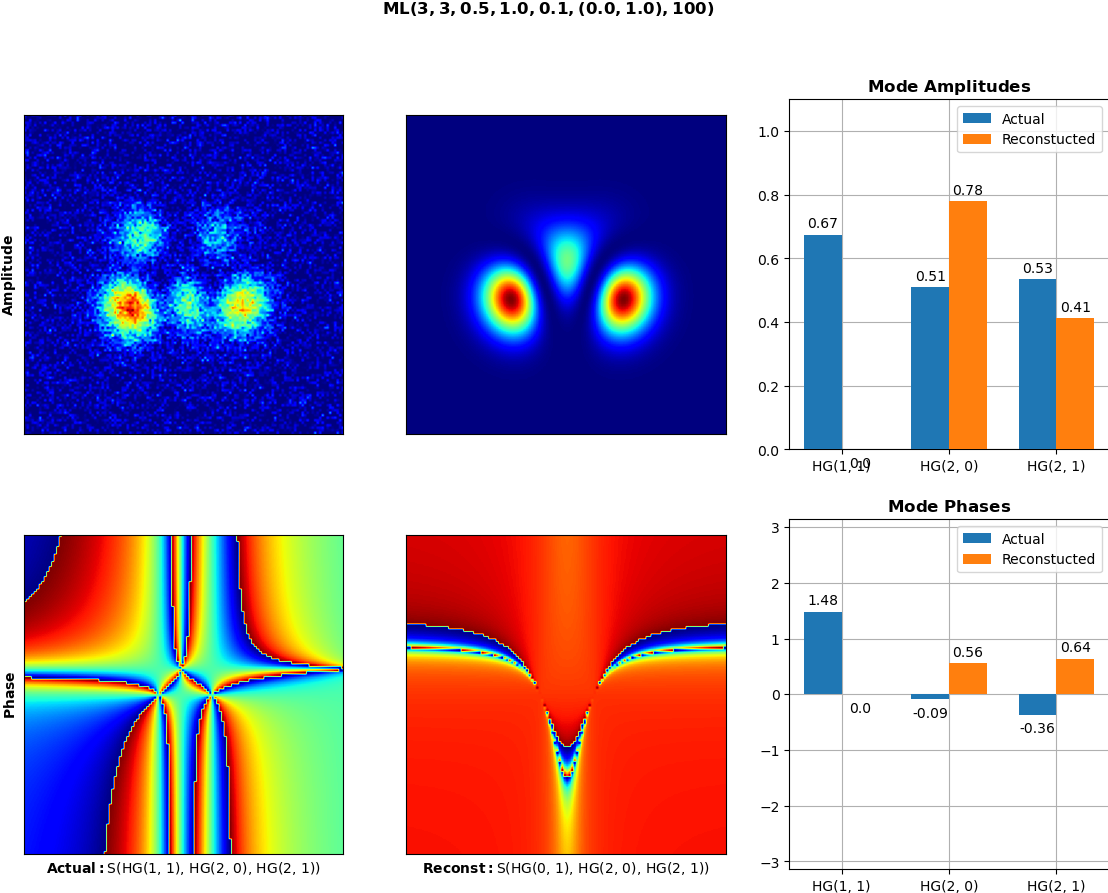 ML(3, 3, 0.5, 1.0, 0.1, (0.0, 1.0), 100)
Amplitude
Mode Amplitudes
Actual
Reconstucted
1.0
0.8
0.6
0.4
0.2
0.0
0.67
0.0
0.51
0.78
0.53
0.41
HG(1, 1)
HG(2, 0)
HG(2, 1)
Phase
Actual: S(HG(1, 1), HG(2, 0), HG(2, 1))
Reconst: S(HG(0, 1), HG(2, 0), HG(2, 1))
Mode Phases
Actual
Reconstucted
3
2
1
0
−1
−2
−3
1.48
0.0
-0.09
0.56
-0.36
0.64
HG(1, 1)
HG(2, 0)
HG(2, 1)